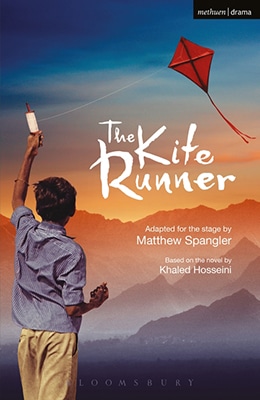 methuen | drama
The
Kite
Runner
Adapted for the stage by
Matthew Spangler
Based on the novel by
Khaled Hosseini
BLOOMSBURY